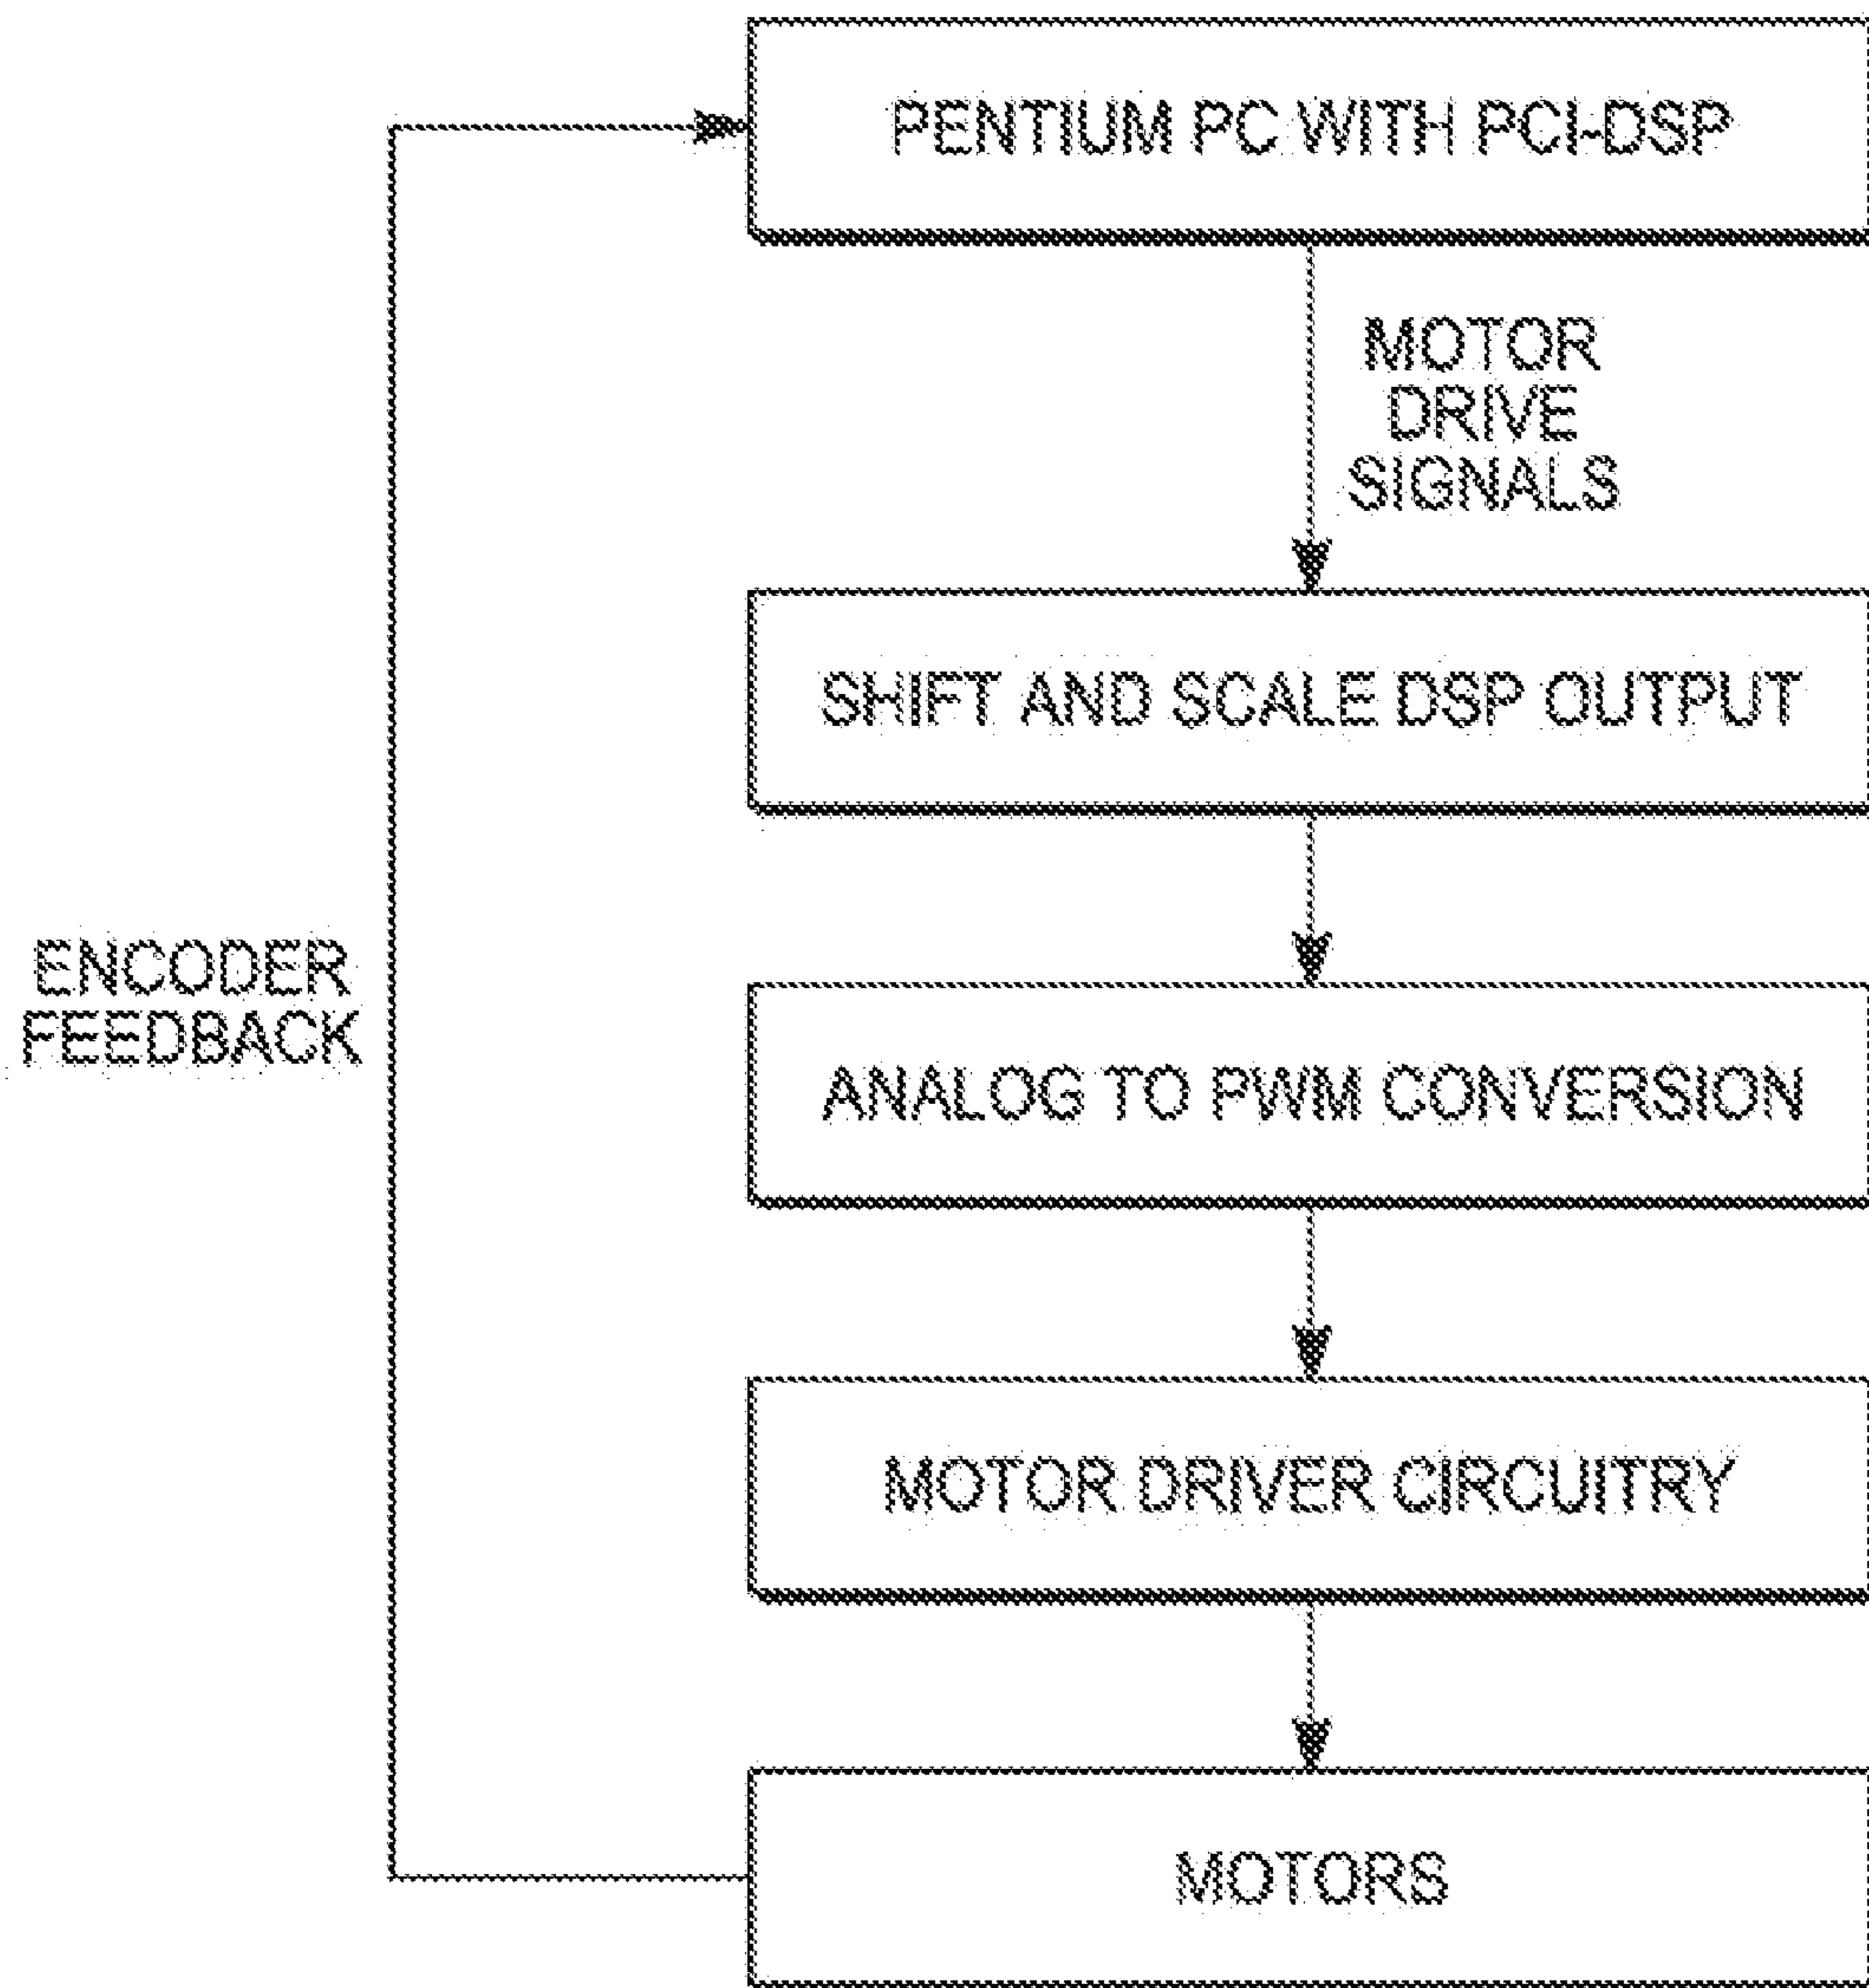 PENTIUM PC WITH PCI-DSP
MOTOR
DRIVE
SIGNALS
SHIFT AND SCALE DSP OUTPUT
ENCODER
FEEDBACK
ANALOG TO PWM CONVERSION
MOTOR DRIVER CIRCUITRY
MOTORS